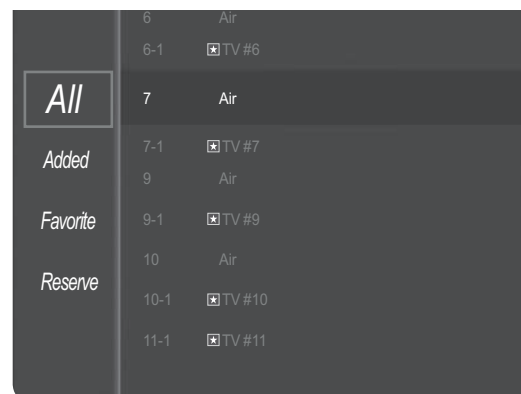 All
Added
Favorite
Reserve
6 Air
6-1 ★ TV #6
7 Air
7-1 ★ TV #7
9 Air
9-1 ★ TV #9
10 Air
10-1 ★ TV #10
11-1 ★ TV #11